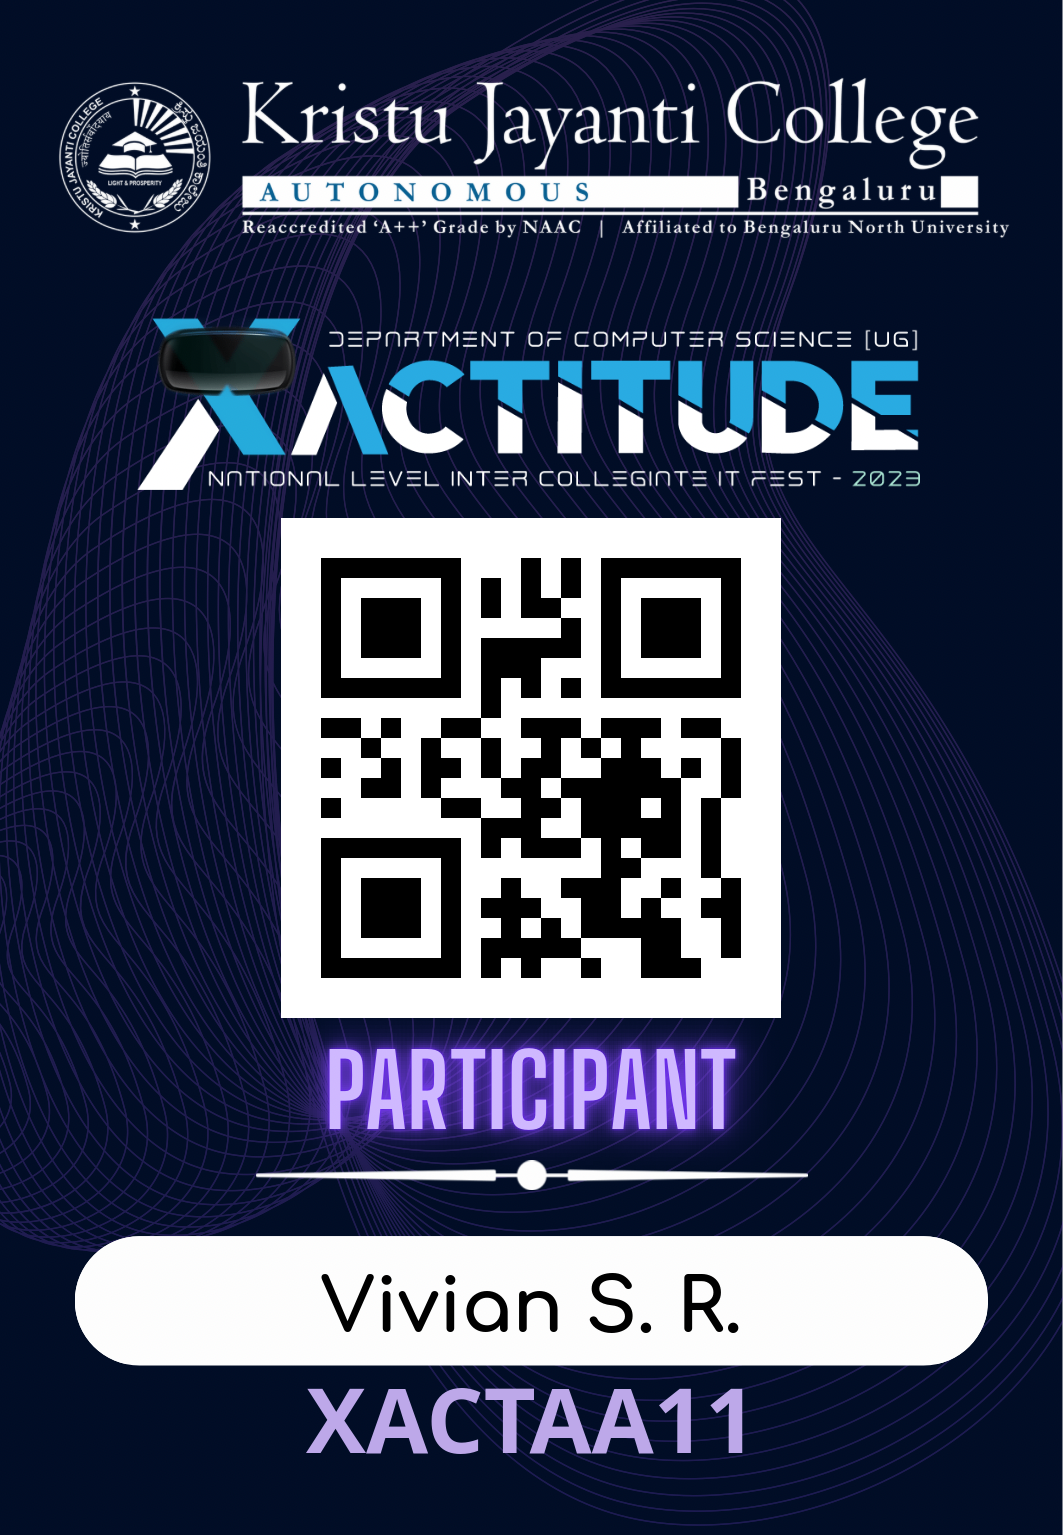 Kristu Jayanti College
AUTONOMOUS Bengaluru
Reaccredited ‘A++’ Grade by NAAC | Affiliated to Bengaluru North University
KRISTU JAYANTI COLLEGE
LIGHT & PROSPERITY
DEPARTMENT OF COMPUTER SCIENCE [UG]
XACTITUDE
NATIONAL LEVEL INTER COLLEGIATE IT FEST - 2023
PARTICIPANT
Vivian S. R.
XACTAA11